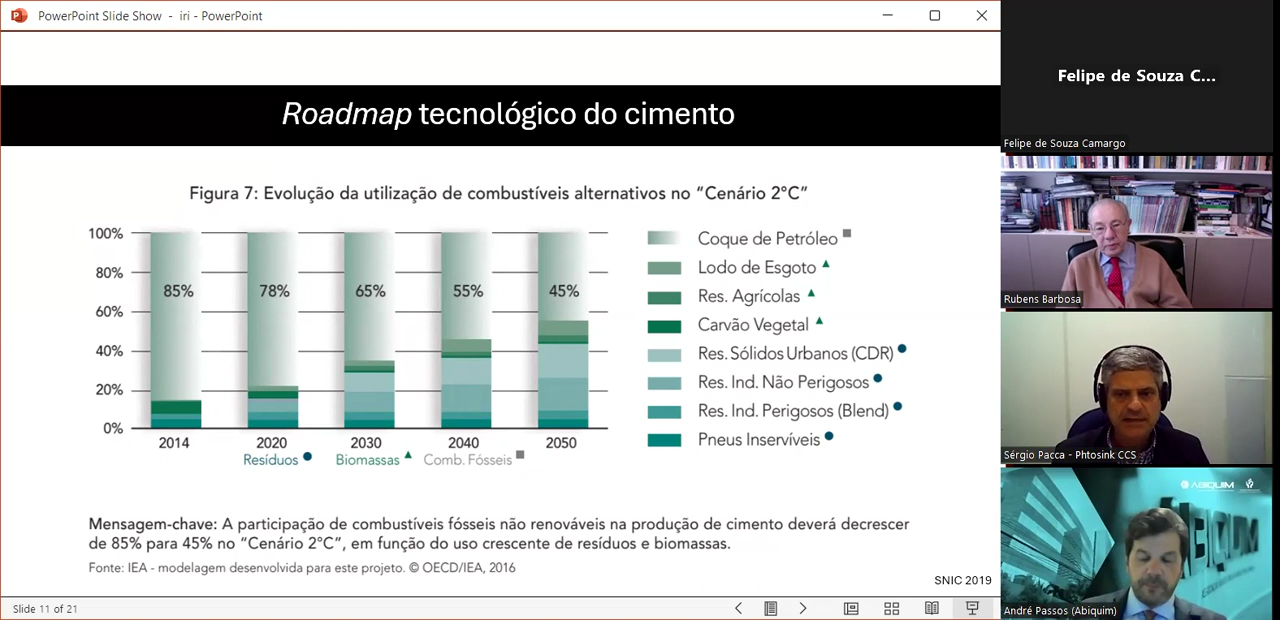 PowerPoint Slide Show - iri - PowerPoint
Roadmap tecnológico do cimento
Figura 7: Evolução da utilização de combustíveis alternativos no “Cenário 2°C”
100%
80%
60%
40%
20%
0%
85%
78%
65%
55%
45%
2014
2020
2030
2040
2050
Resíduos
Biomassas
Comb. Fósseis
Coque de Petróleo
Lodo de Esgoto
Res. Agrícolas
Carvão Vegetal
Res. Sólidos Urbanos (CDR)
Res. Ind. Não Perigosos
Res. Ind. Perigosos (Blend)
Pneus Inservíveis
Mensagem-chave: A participação de combustíveis fósseis não renováveis na produção de cimento deverá decrescer
de 85% para 45% no “Cenário 2°C”, em função do uso crescente de resíduos e biomassas.
Fonte: IEA - modelagem desenvolvida para este projeto. © OECD/IEA, 2016
SNIC 2019
Slide 11 of 21
Felipe de Souza C...
Felipe de Souza Camargo
Rubens Barbosa
Sérgio Pacca - Phtosink CCS
ABIQUIM
André Passos (Abiquim)